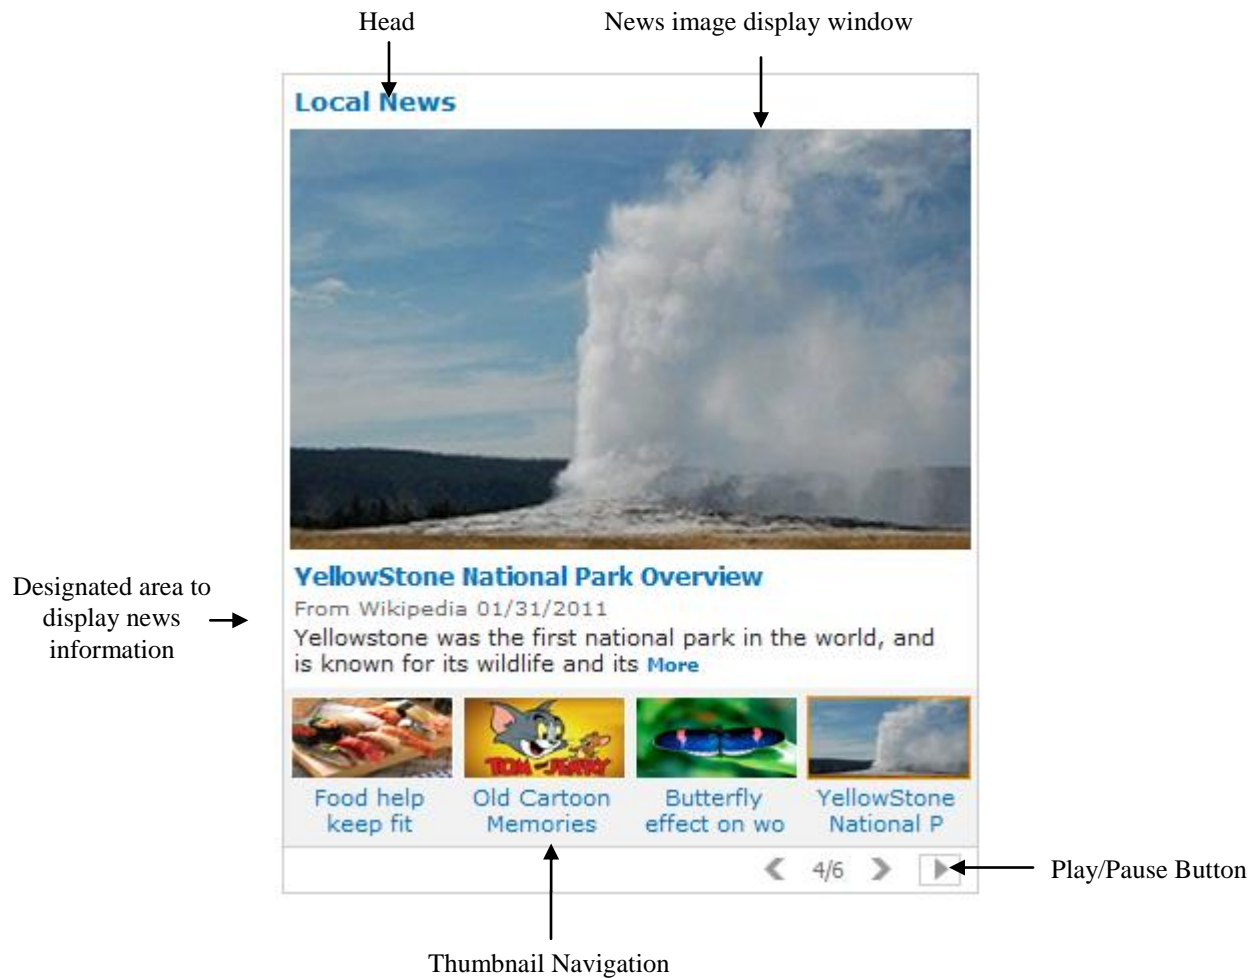 Head
News image display window
Local News
YellowStone National Park Overview
From Wikipedia 01/31/2011
Yellowstone was the first national park in the world, and
is known for its wildlife and its More
Designated area to
display news
information
TOM and JERRY
Food help
keep fit
Old Cartoon
Memories
Butterfly
effect on wo
YellowStone
National P
4/6
Play/Pause Button
Thumbnail Navigation